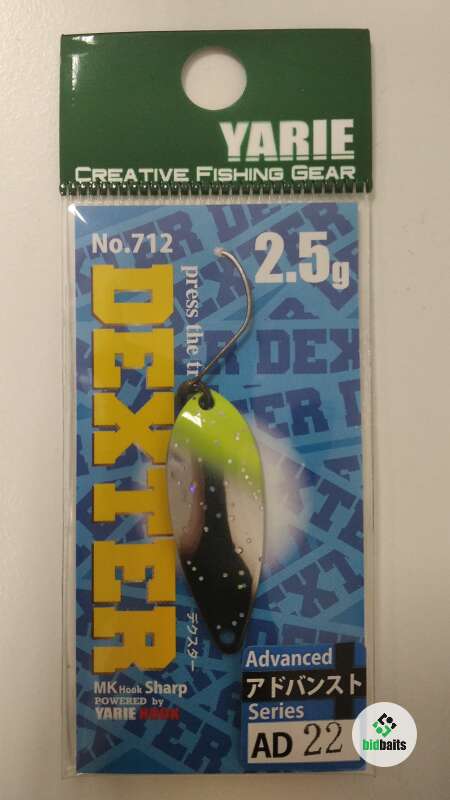 YARIE
CREATIVE FISHING GEAR
No.712
2.5g
press the tr
DEXTER
デクスター
MK Hook Sharp
POWERED by
YARIE HOOK
Advanced
アドバンスト
Series
AD 22
bidbaits